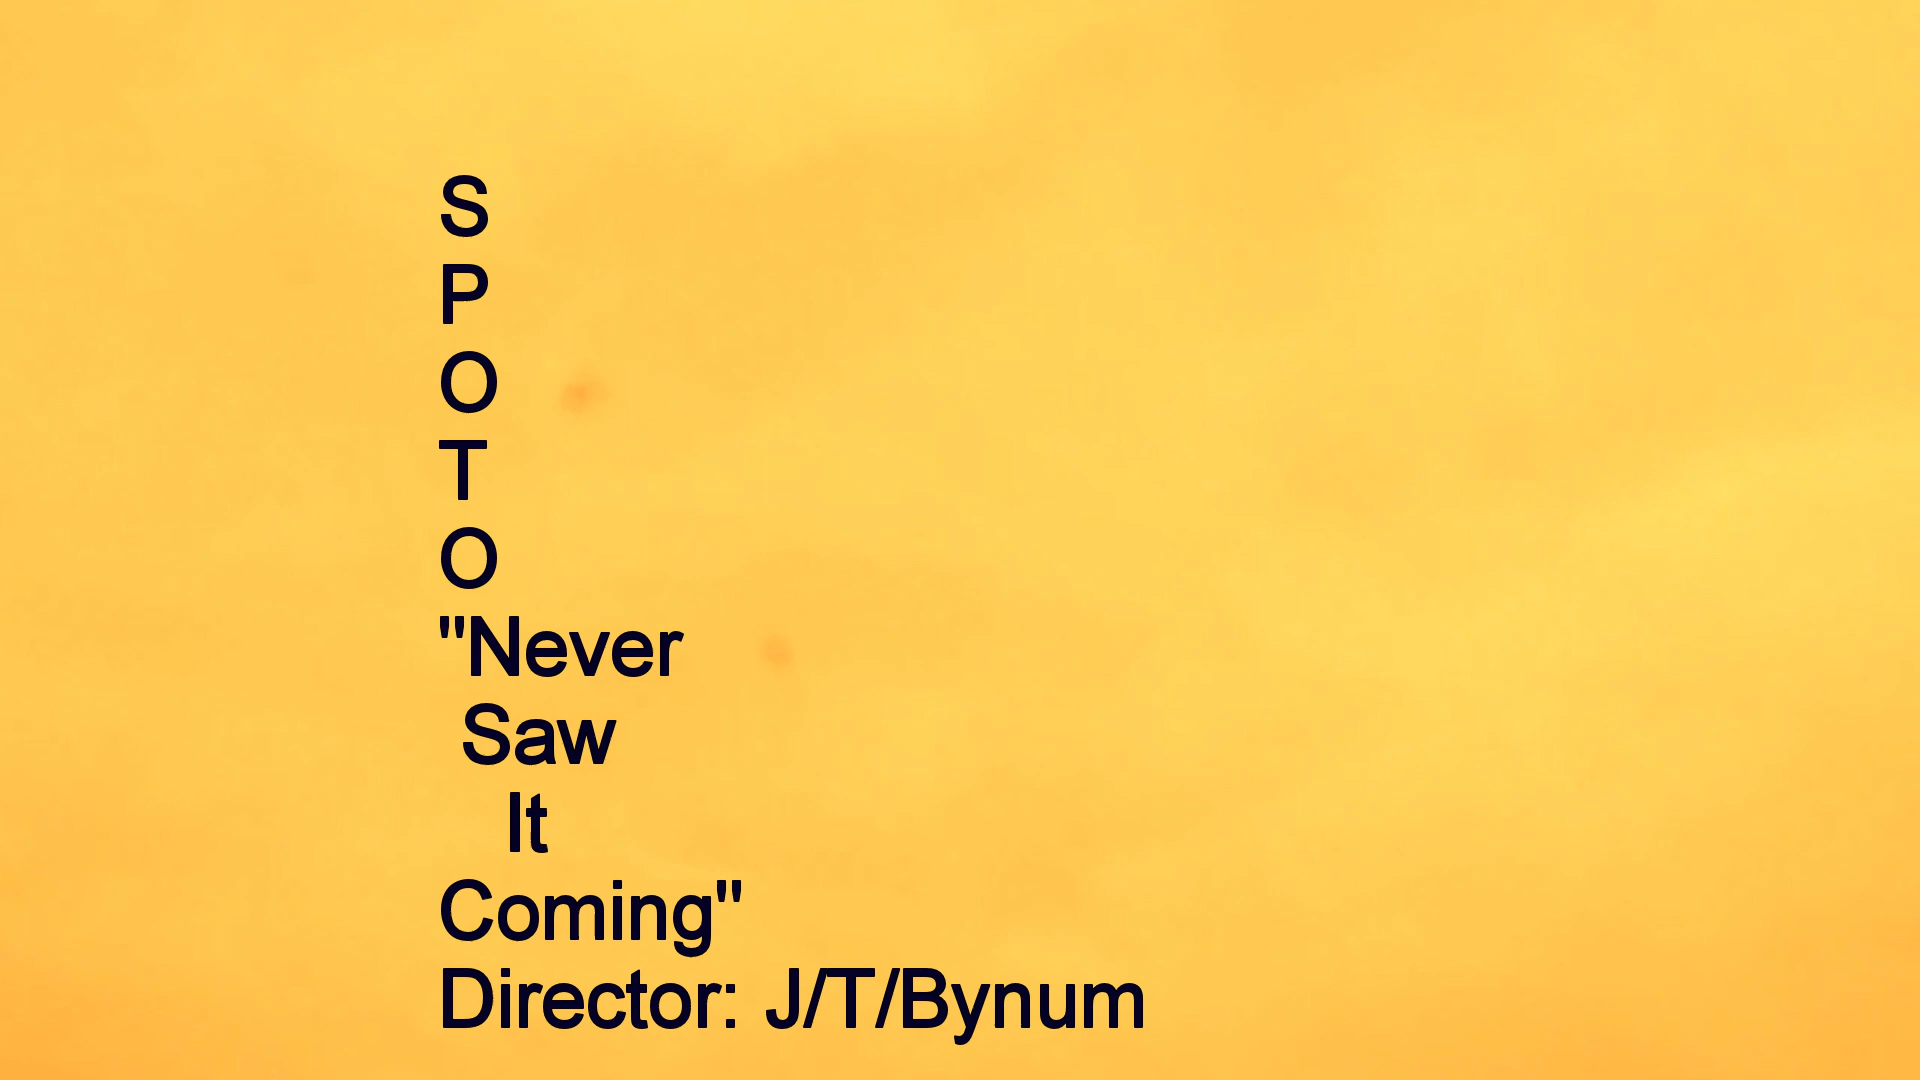 S
P
O
T
O
"Never
Saw
It
Coming"
Director: J/T/Bynum